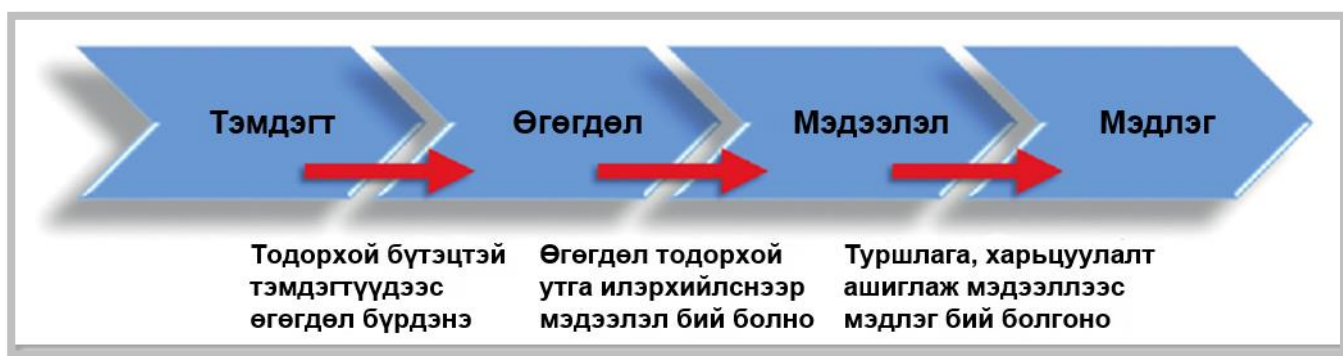 Тэмдэгт
Өгөгдөл
Мэдээлэл
Мэдлэг
Тодорхой бүтэцтэй
тэмдэгтүүдээс
өгөгдөл бүрдэнэ
Өгөгдөл тодорхой
утга илэрхийлснээр
мэдээлэл бий болно
Туршлага, харьцуулалт
ашиглаж мэдээллээс
мэдлэг бий болгоно